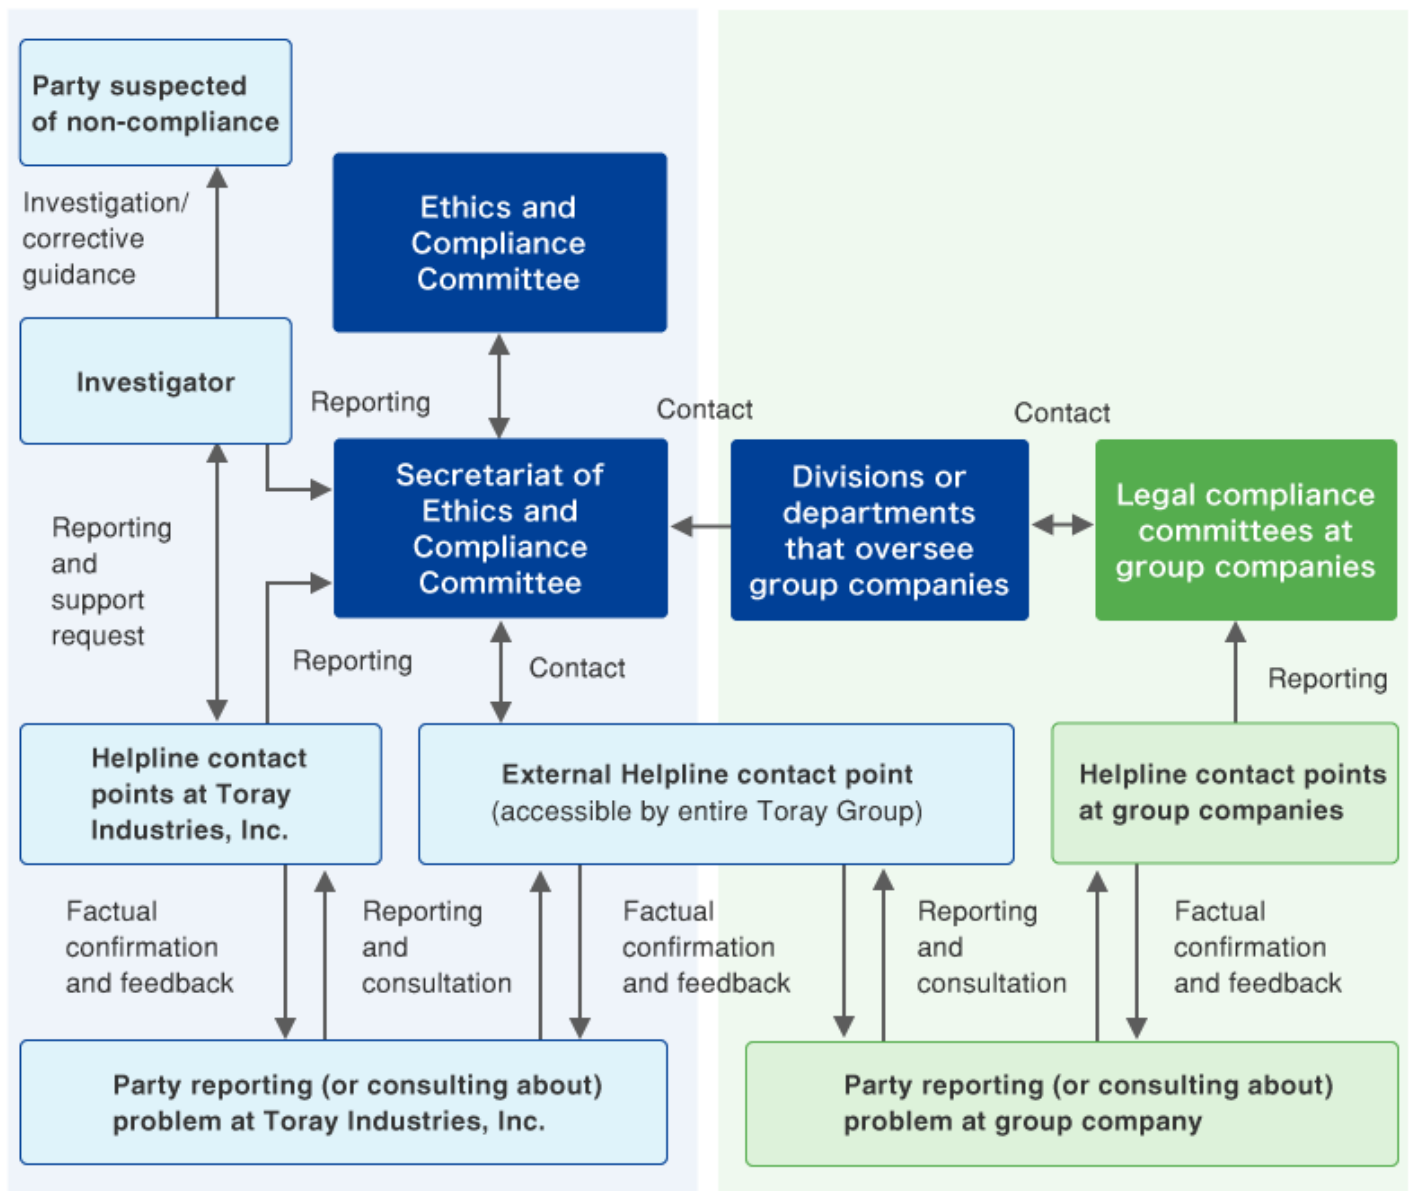 Party suspected
of non-compliance
Investigation/
corrective
guidance
Ethics and
Compliance
Committee
Investigator
Reporting
Contact
Contact
Secretariat of
Ethics and
Compliance
Committee
Divisions or
departments
that oversee
group companies
Legal compliance
committees at
group companies
Reporting
and
support
request
Reporting
Contact
Reporting
Helpline contact
points at Toray
Industries, Inc.
External Helpline contact point
(accessible by entire Toray Group)
Helpline contact points
at group companies
Factual
confirmation
and feedback
Reporting
and
consultation
Factual
confirmation
and feedback
Reporting
and
consultation
Factual
confirmation
and feedback
Party reporting (or consulting about)
problem at Toray Industries, Inc.
Party reporting (or consulting about)
problem at group company